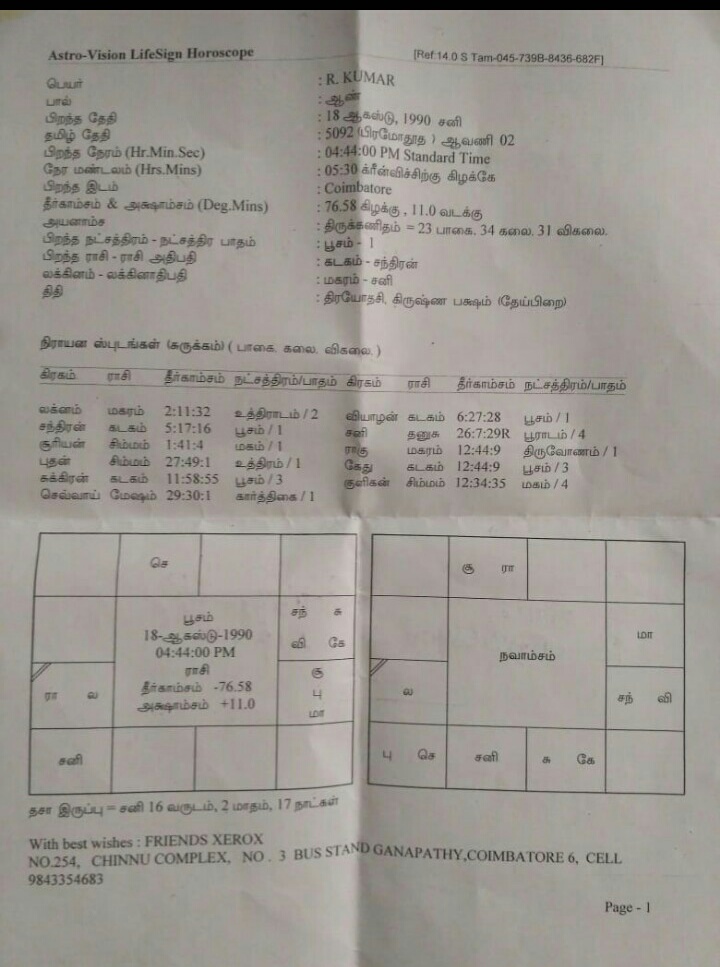 Astro-Vision LifeSign Horoscope [Ref:14.0 S Tam-045-739B-8436-682F]
பெயர் : R. KUMAR
பால் : ஆண்
பிறந்த தேதி : 18 ஆகஸ்டு, 1990 சனி
தமிழ் தேதி : 5092 (பிரமோதூத ) ஆவணி 02
பிறந்த நேரம் (Hr.Min.Sec) : 04:44:00 PM Standard Time
நேர மண்டலம் (Hrs.Mins) : 05:30 க்ரீன்விச்சிற்கு கிழக்கே
பிறந்த இடம் : Coimbatore
தீர்காம்சம் & அக்ஷாம்சம் (Deg.Mins) : 76.58 கிழக்கு , 11.0 வடக்கு
அயனாம்ச : திருக்கணிதம் = 23 பாகை. 34 கலை. 31 விகலை.
பிறந்த நட்சத்திரம் - நட்சத்திர பாதம் : பூசம் - 1
பிறந்த ராசி - ராசி அதிபதி : கடகம் - சந்திரன்
லக்கினம் - லக்கினாதிபதி : மகரம் - சனி
திதி : திரயோதசி, கிருஷ்ண பக்ஷம் (தேய்பிறை)
நிராயன ஸ்புடங்கள் (சுருக்கம்) ( பாகை. கலை. விகலை. )
கிரகம் ராசி தீர்காம்சம் நட்சத்திரம்/பாதம் கிரகம் ராசி தீர்காம்சம் நட்சத்திரம்/பாதம்
லக்னம் மகரம் 2:11:32 உத்திராடம் / 2 வியாழன் கடகம் 6:27:28 பூசம் / 1
சந்திரன் கடகம் 5:17:16 பூசம் / 1 சனி தனுசு 26:7:29R பூராடம் / 4
சூரியன் சிம்மம் 1:41:4 மகம் / 1 ராகு மகரம் 12:44:9 திருவோணம் / 1
புதன் சிம்மம் 27:49:1 உத்திரம் / 1 கேது கடகம் 12:44:9 பூசம் / 3
சுக்கிரன் கடகம் 11:58:55 பூசம் / 3 குளிகன் சிம்மம் 12:34:35 மகம் / 4
செவ்வாய் மேஷம் 29:30:1 கார்த்திகை / 1
செ
சந் சு
வி கே
கு
பு
மா
ரா ல
சனி
பூசம்
18-ஆகஸ்டு-1990
04:44:00 PM
ராசி
தீர்காம்சம் -76.58
அக்ஷாம்சம் +11.0
சூ ரா
மா
நவாம்சம்
ல
சந் வி
பு செ
சனி
சு கே
தசா இருப்பு = சனி 16 வருடம், 2 மாதம், 17 நாட்கள்
With best wishes : FRIENDS XEROX
NO.254, CHINNU COMPLEX, NO . 3 BUS STAND GANAPATHY,COIMBATORE 6, CELL
9843354683
Page - 1